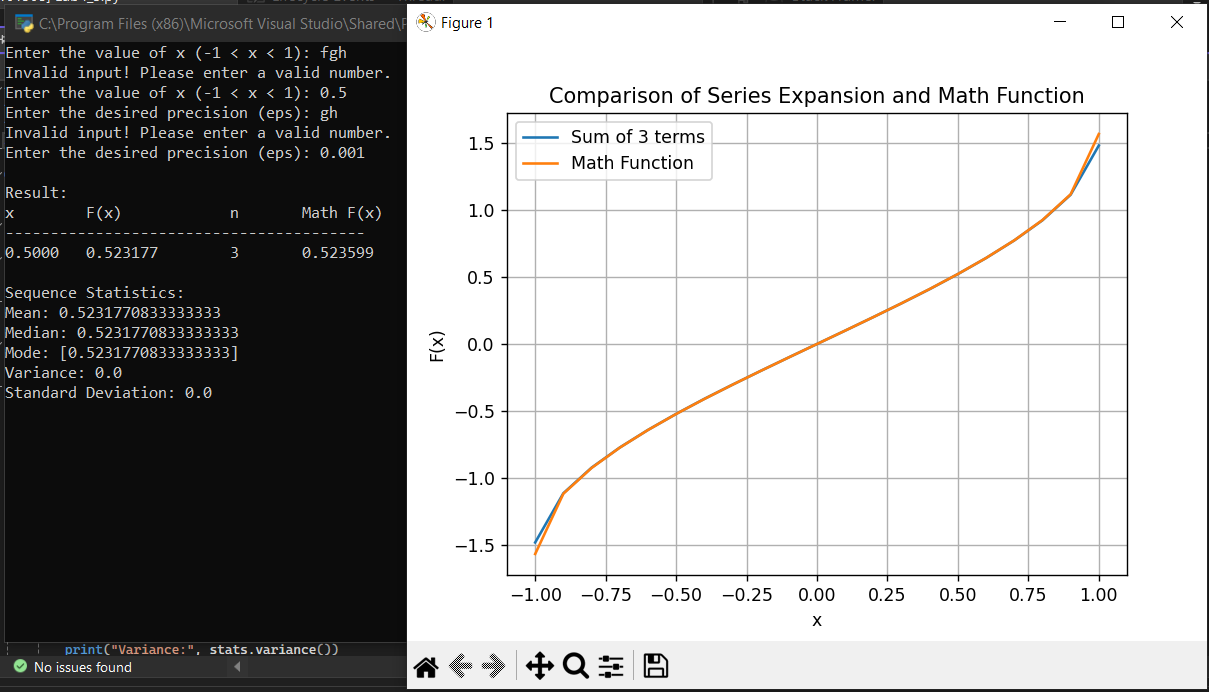 C:\Program Files (x86)\Microsoft Visual Studio\Shared\P
Enter the value of x (-1 < x < 1): fgh
Invalid input! Please enter a valid number.
Enter the value of x (-1 < x < 1): 0.5
Enter the desired precision (eps): gh
Invalid input! Please enter a valid number.
Enter the desired precision (eps): 0.001
Result:
x F(x) n Math F(x)
----------------------------------------
0.5000 0.523177 3 0.523599
Sequence Statistics:
Mean: 0.5231770833333333
Median: 0.5231770833333333
Mode: [0.5231770833333333]
Variance: 0.0
Standard Deviation: 0.0
print("Variance:", stats.variance())
No issues found
Figure 1
Comparison of Series Expansion and Math Function
Sum of 3 terms
Math Function
1.5
1.0
0.5
0.0
−0.5
−1.0
−1.5
F(x)
−1.00 −0.75 −0.50 −0.25 0.00 0.25 0.50 0.75 1.00
x